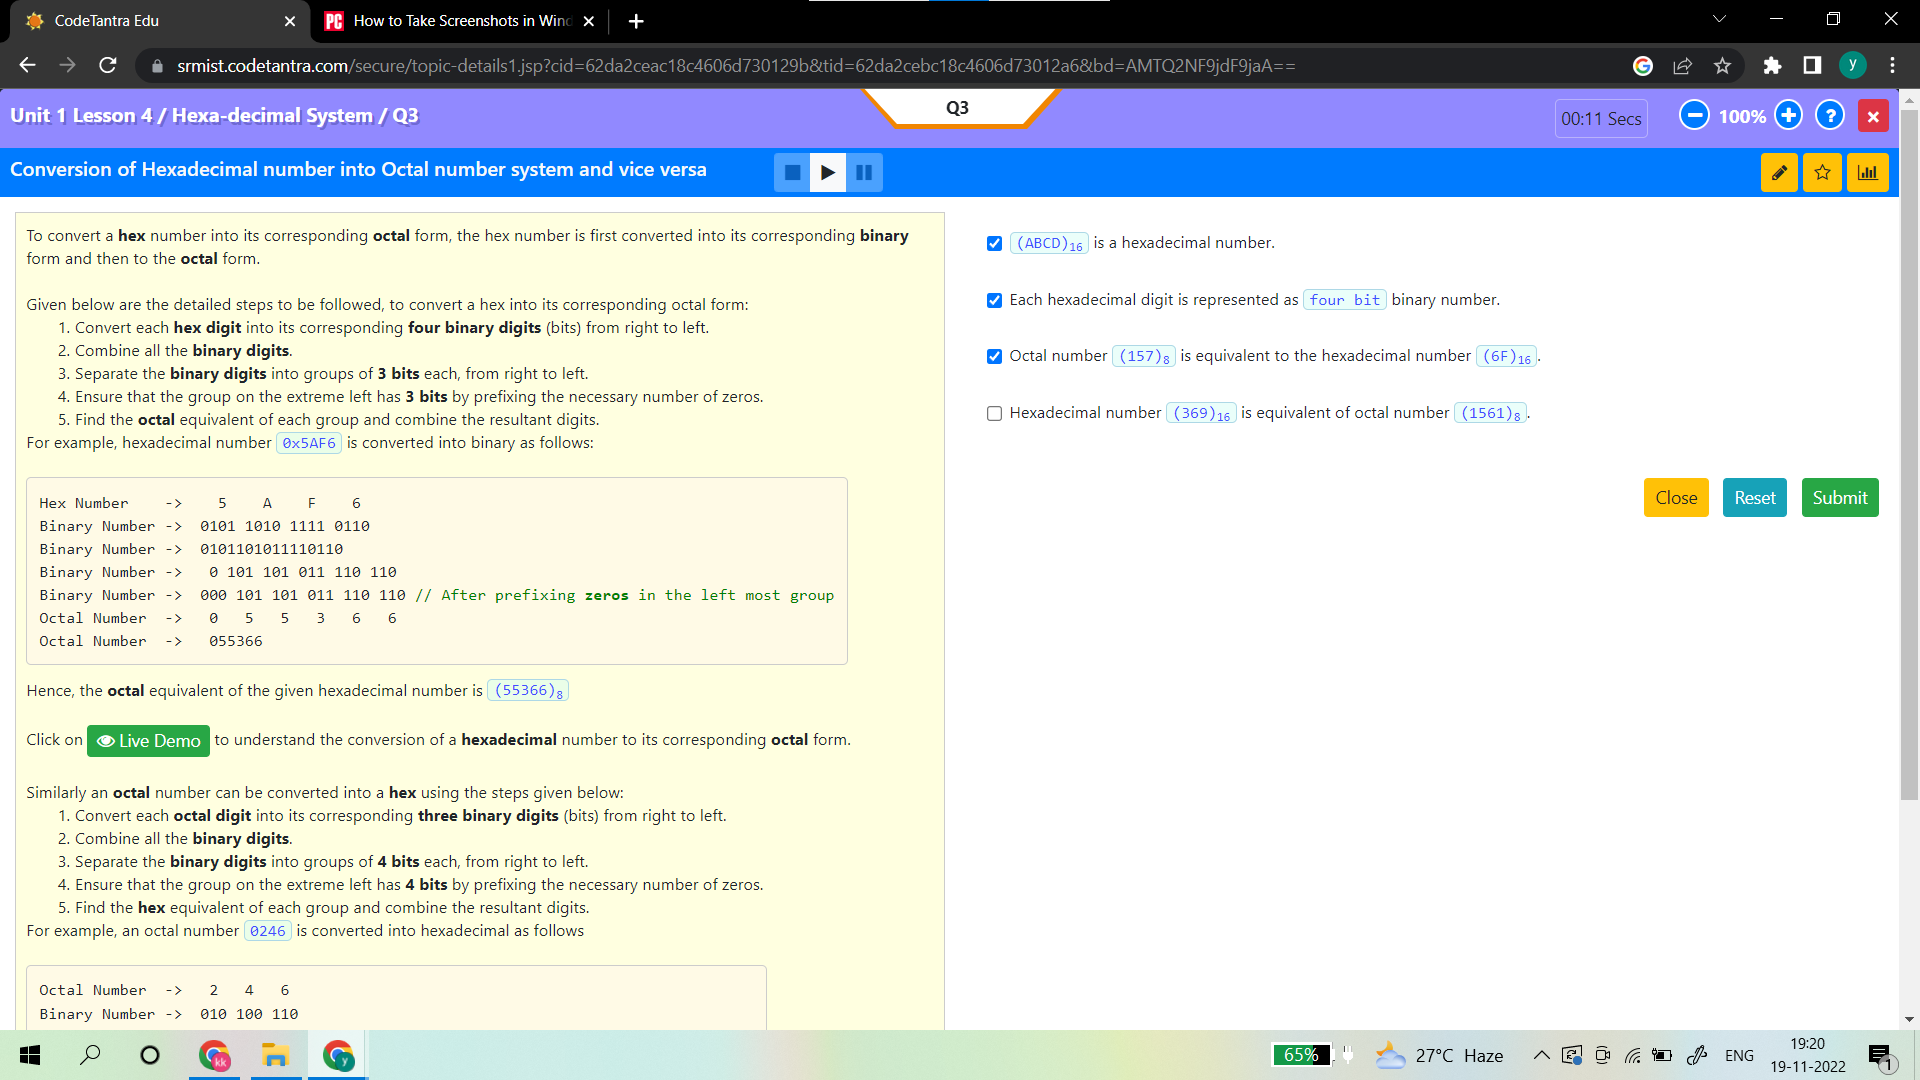 CodeTantra Edu
How to Take Screenshots in Wind
srmist.codetantra.com/secure/topic-details1.jsp?cid=62da2ceac18c4606d730129b&tid=62da2cebc18c4606d73012a6&bd=AMTQ2NF9jdF9jaA==
Unit 1 Lesson 4 / Hexa-decimal System / Q3
Q3
00:11 Secs
100%
Conversion of Hexadecimal number into Octal number system and vice versa
To convert a hex number into its corresponding octal form, the hex number is first converted into its corresponding binary
form and then to the octal form.
Given below are the detailed steps to be followed, to convert a hex into its corresponding octal form:
1. Convert each hex digit into its corresponding four binary digits (bits) from right to left.
2. Combine all the binary digits.
3. Separate the binary digits into groups of 3 bits each, from right to left.
4. Ensure that the group on the extreme left has 3 bits by prefixing the necessary number of zeros.
5. Find the octal equivalent of each group and combine the resultant digits.
For example, hexadecimal number 0x5AF6 is converted into binary as follows:
Hex Number -> 5 A F 6
Binary Number -> 0101 1010 1111 0110
Binary Number -> 0101101011110110
Binary Number -> 0 101 101 011 110 110
Binary Number -> 000 101 101 011 110 110 // After prefixing zeros in the left most group
Octal Number -> 0 5 5 3 6 6
Octal Number -> 055366
Hence, the octal equivalent of the given hexadecimal number is (55366)8
Click on Live Demo to understand the conversion of a hexadecimal number to its corresponding octal form.
Similarly an octal number can be converted into a hex using the steps given below:
1. Convert each octal digit into its corresponding three binary digits (bits) from right to left.
2. Combine all the binary digits.
3. Separate the binary digits into groups of 4 bits each, from right to left.
4. Ensure that the group on the extreme left has 4 bits by prefixing the necessary number of zeros.
5. Find the hex equivalent of each group and combine the resultant digits.
For example, an octal number 0246 is converted into hexadecimal as follows
Octal Number -> 2 4 6
Binary Number -> 010 100 110
(ABCD)16 is a hexadecimal number.
Each hexadecimal digit is represented as four bit binary number.
Octal number (157)8 is equivalent to the hexadecimal number (6F)16.
Hexadecimal number (369)16 is equivalent of octal number (1561)8.
Close
Reset
Submit
65%
27°C Haze
ENG
19:20
19-11-2022
1